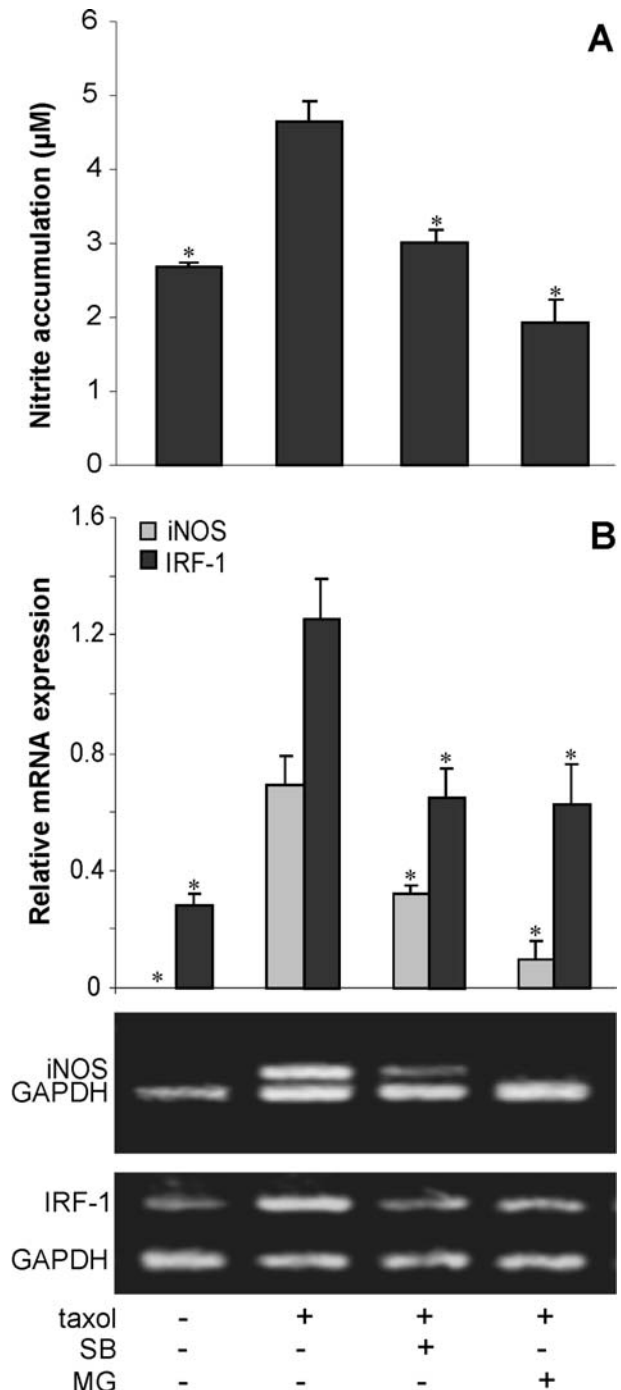 A
Nitrite accumulation (µM)
6
5
4
3
2
1
0
*
*
*
B
iNOS
IRF-1
Relative mRNA expression
1.6
1.2
0.8
0.4
0
*
*
*
*
*
*
iNOS
GAPDH
IRF-1
GAPDH
taxol - + + +
SB - - + -
MG - - - +